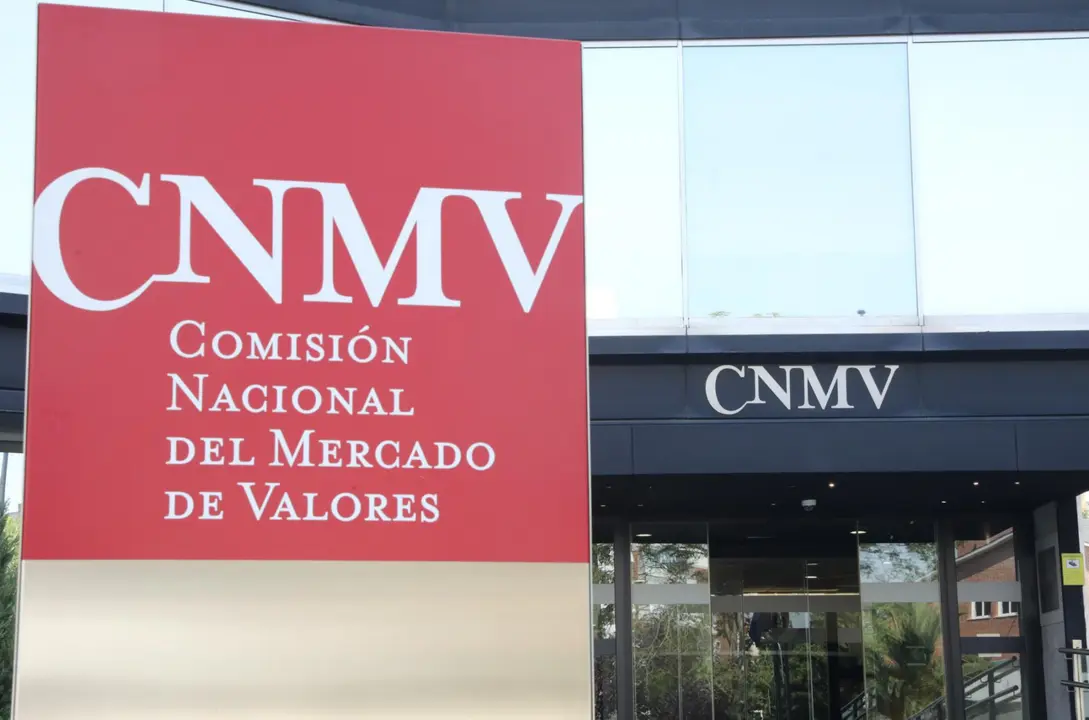 CNMV
COMISIÓN
NACIONAL
DEL MERCADO
DE VALORES
CNMV